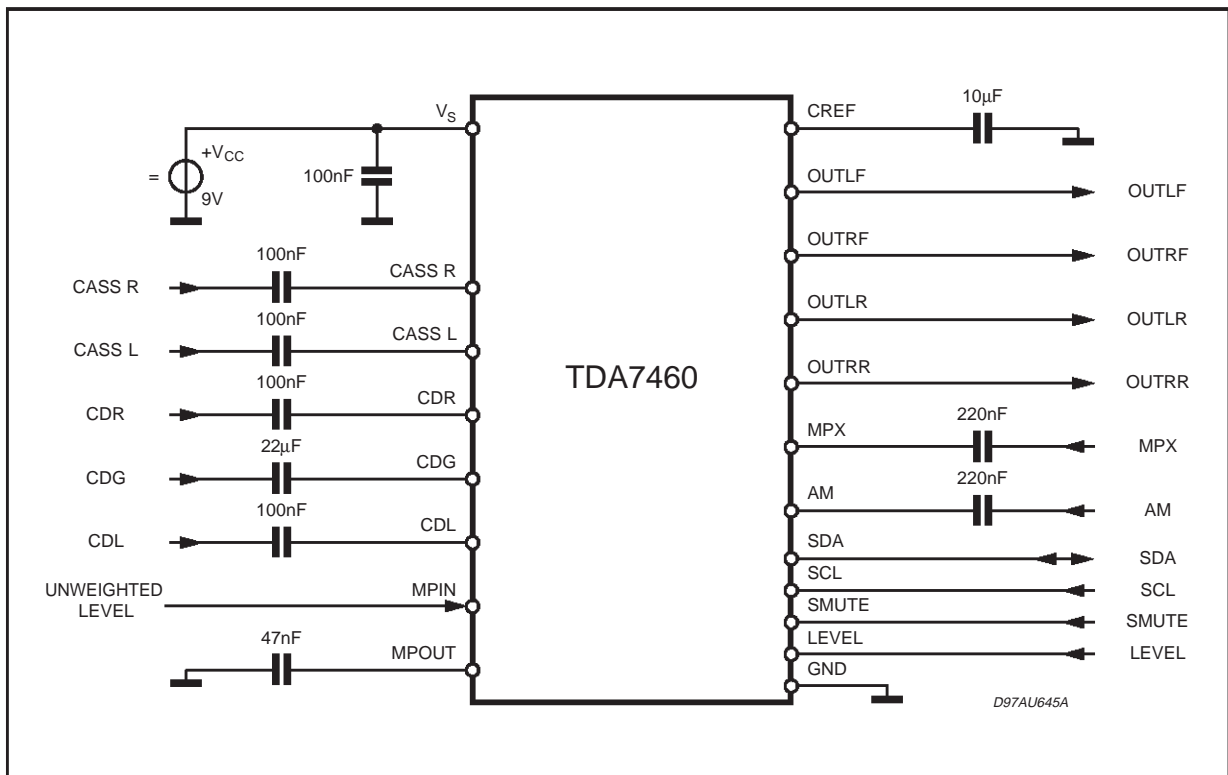 V_S
+V_CC
=
9V
100nF
100nF
CASS R
CASS R
100nF
CASS L
CASS L
100nF
CDR
CDR
22µF
CDG
CDG
100nF
CDL
CDL
UNWEIGHTED
LEVEL
MPIN
47nF
MPOUT
TDA7460
CREF
10µF
OUTLF
OUTLF
OUTRF
OUTRF
OUTLR
OUTLR
OUTRR
OUTRR
MPX
220nF
MPX
AM
220nF
AM
SDA
SDA
SCL
SCL
SMUTE
SMUTE
LEVEL
LEVEL
GND
D97AU645A